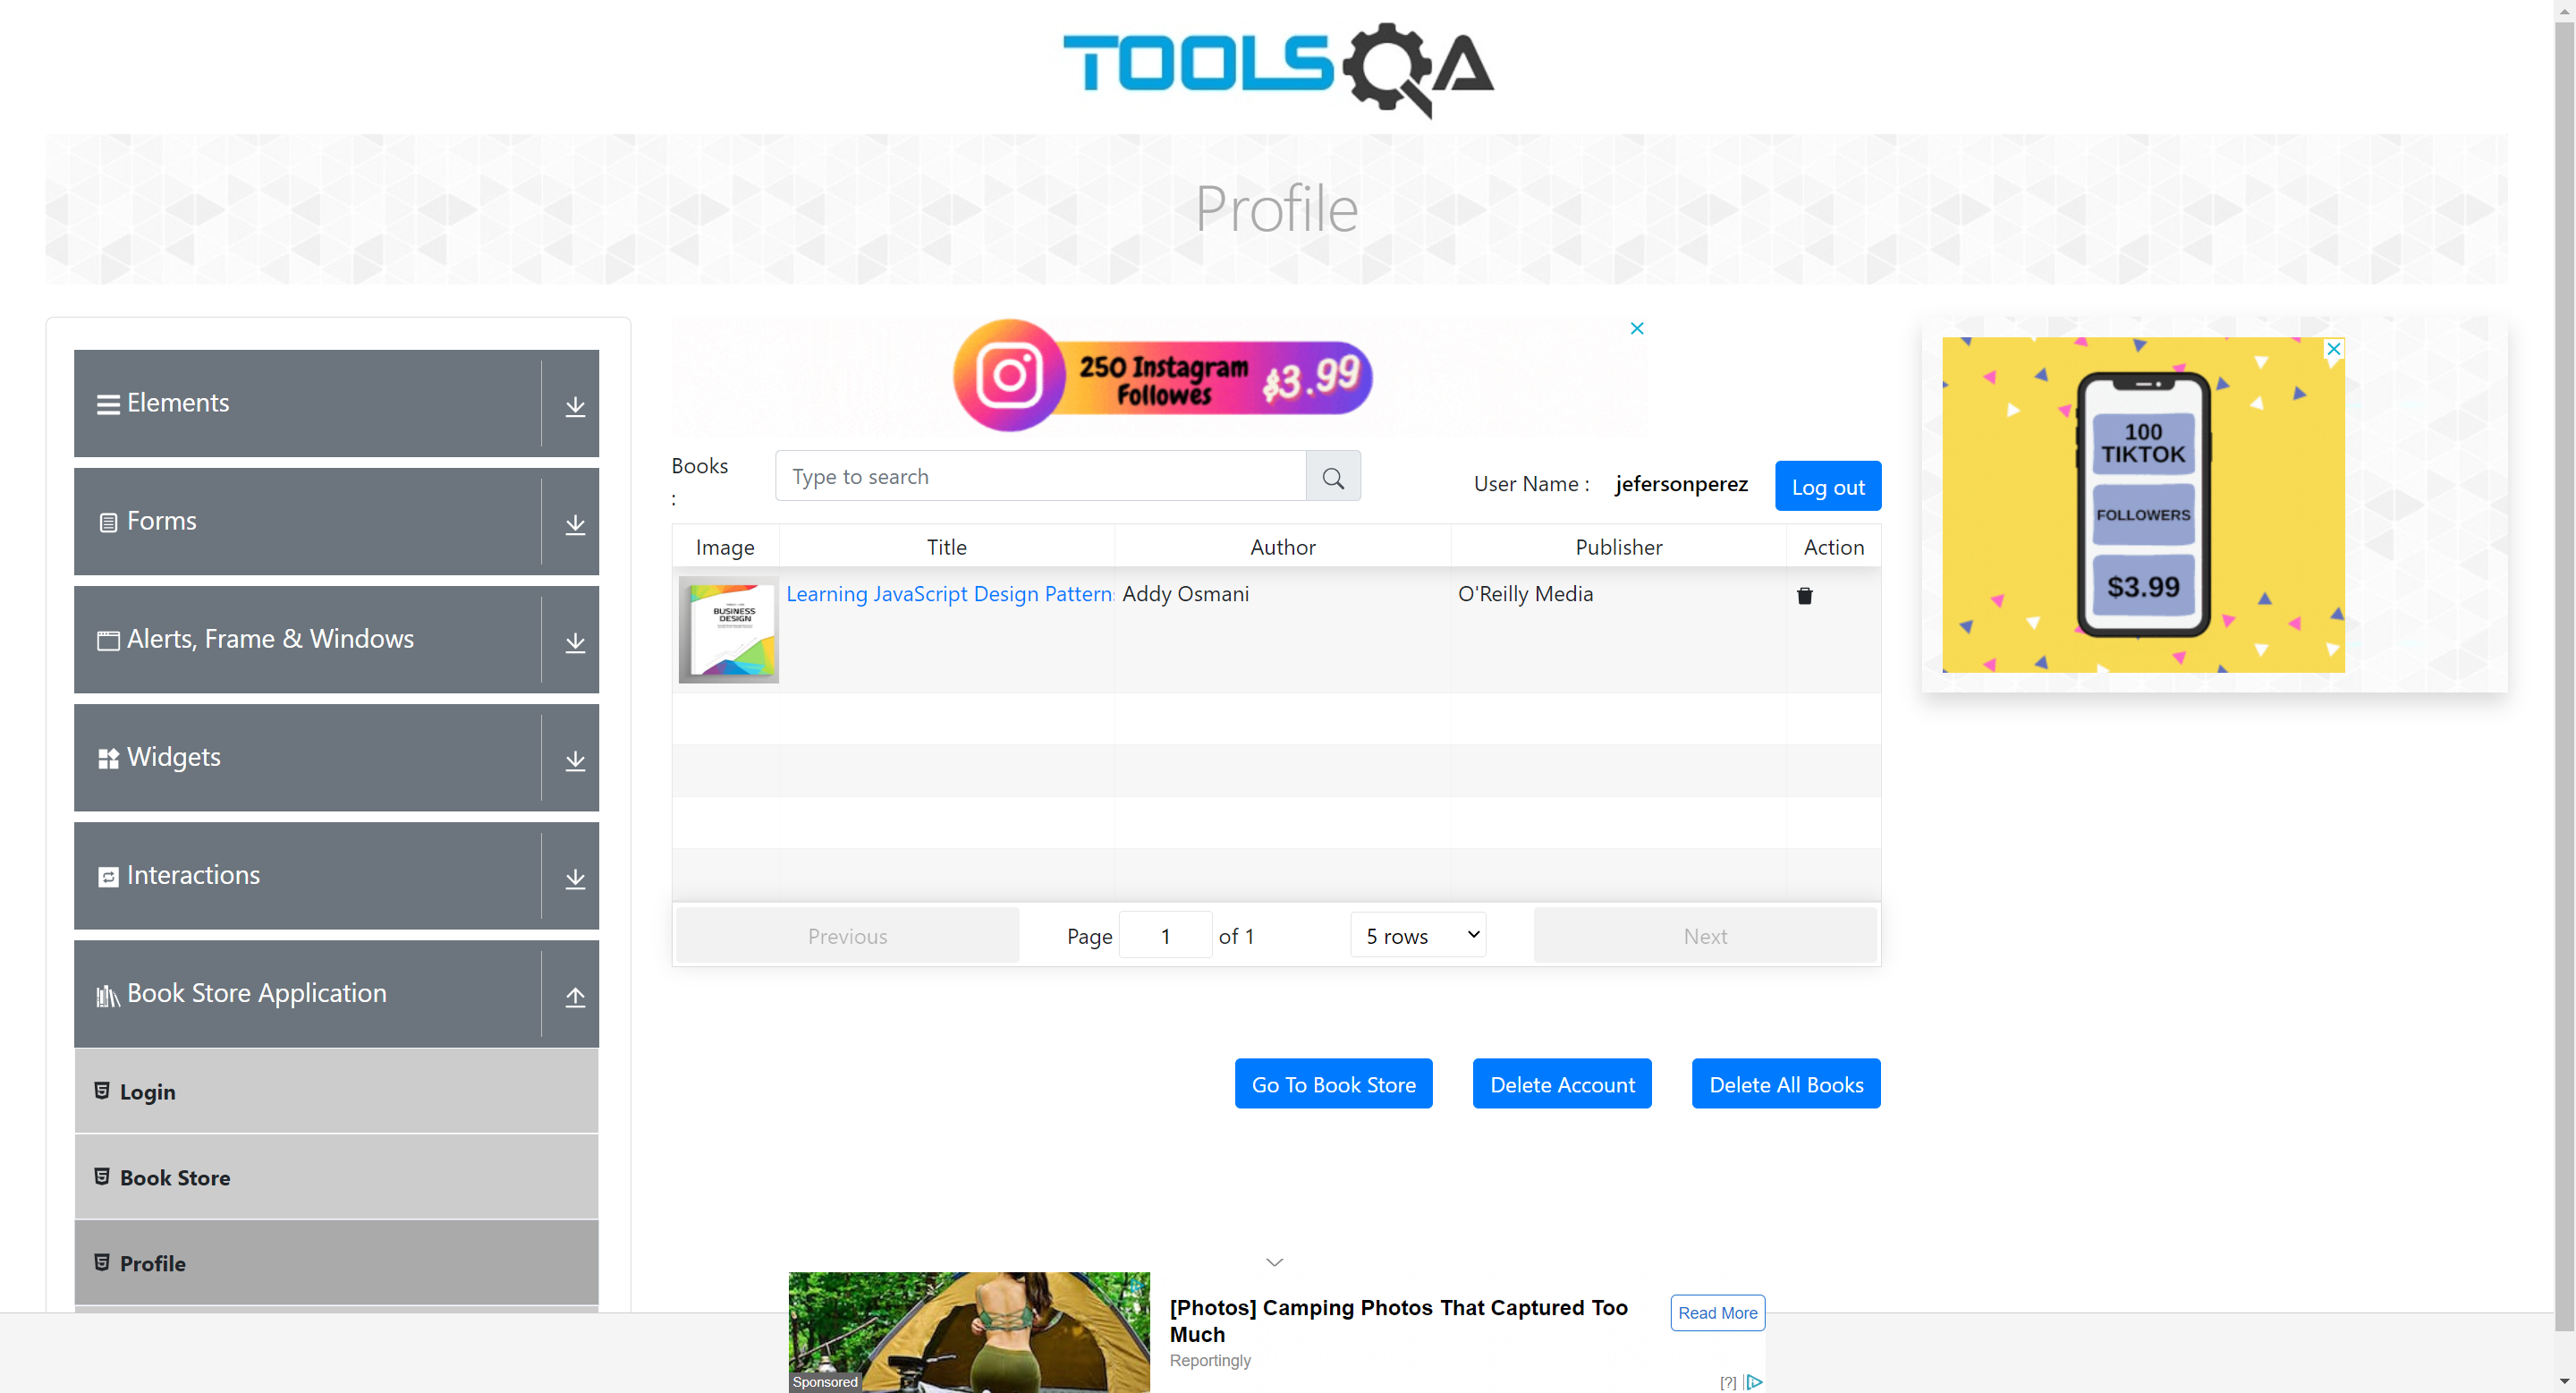 TOOLSQA
Profile
Elements
Forms
Alerts, Frame & Windows
Widgets
Interactions
Book Store Application
Login
Book Store
Profile
250 Instagram
Followes
$3.99
Books
:
Type to search
User Name :
jefersonperez
Log out
Image
Title
Author
Publisher
Action
BUSINESS
DESIGN
Learning JavaScript Design Pattern
Addy Osmani
O'Reilly Media
Previous
Page
1
of 1
5 rows
Next
Go To Book Store
Delete Account
Delete All Books
100
TIKTOK
FOLLOWERS
$3.99
[Photos] Camping Photos That Captured Too
Much
Reportingly
Read More
Sponsored
[?]